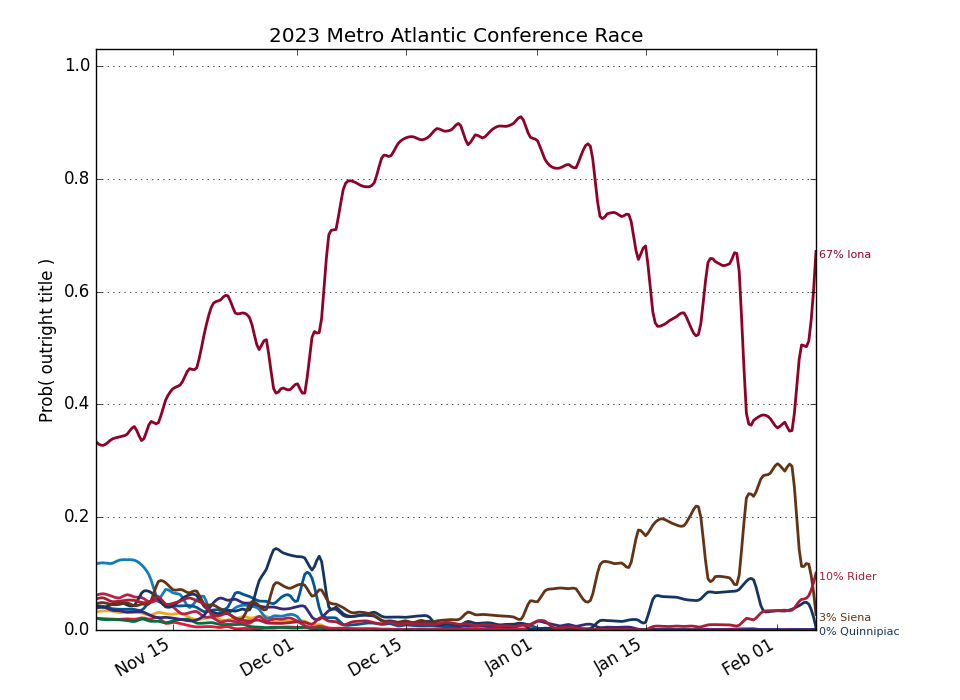 2023 Metro Atlantic Conference Race
Prob( outright title )
1.0
0.8
0.6
0.4
0.2
0.0
67% Iona
10% Rider
3% Siena
0% Quinnipiac
Nov 15
Dec 01
Dec 15
Jan 01
Jan 15
Feb 01